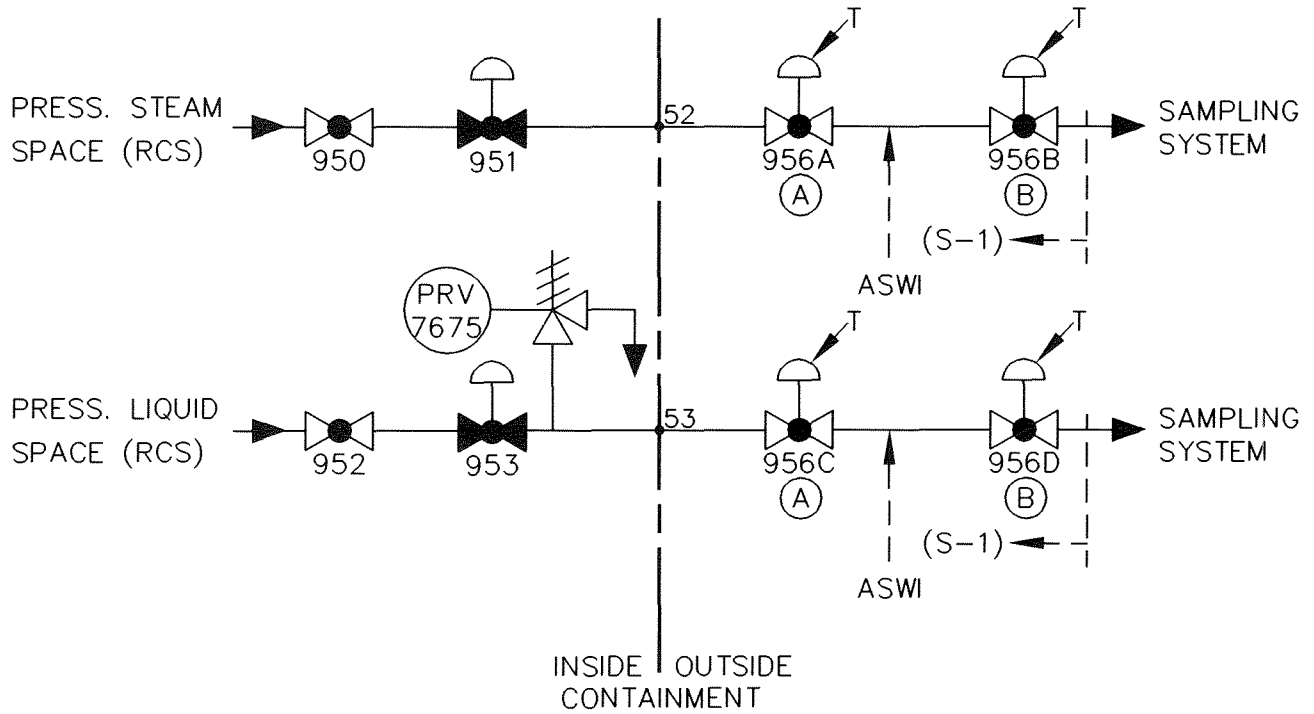 T
T
PRESS. STEAM
SPACE (RCS)
950
951
52
956A
A
956B
B
SAMPLING
SYSTEM
(S-1)
ASWI
PRV
7675
T
T
PRESS. LIQUID
SPACE (RCS)
952
953
53
956C
A
956D
B
SAMPLING
SYSTEM
(S-1)
ASWI
INSIDE OUTSIDE
CONTAINMENT